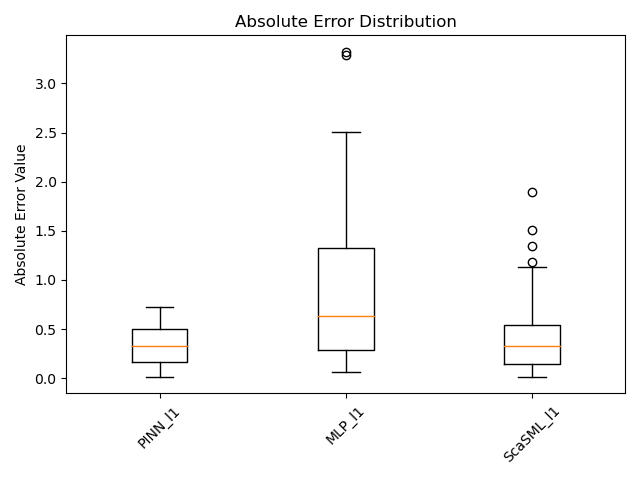 Absolute Error Distribution
Absolute Error Value
3.0
2.5
2.0
1.5
1.0
0.5
0.0
PINN_l1
MLP_l1
ScaSML_l1